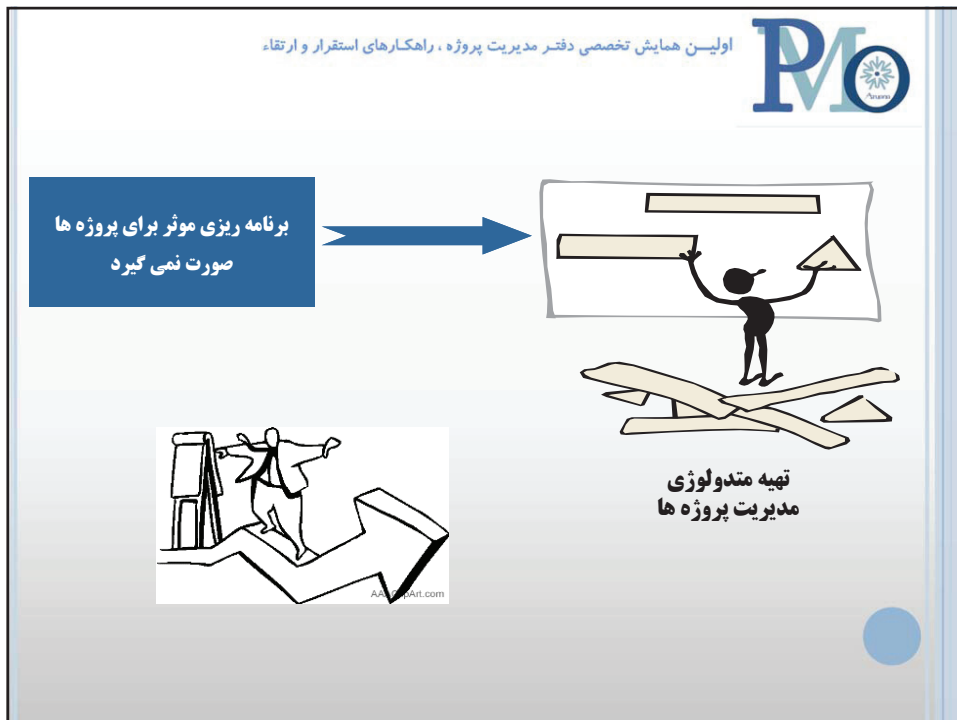 اولیــن همایش تخصصی دفتـر مدیریت پروژه ، راهکـارهای استقرار و ارتقاء
PMO
برنامه ریزی موثر برای پروژه ها
صورت نمی گیرد
تهیه متدولوژی
مدیریت پروژه ها